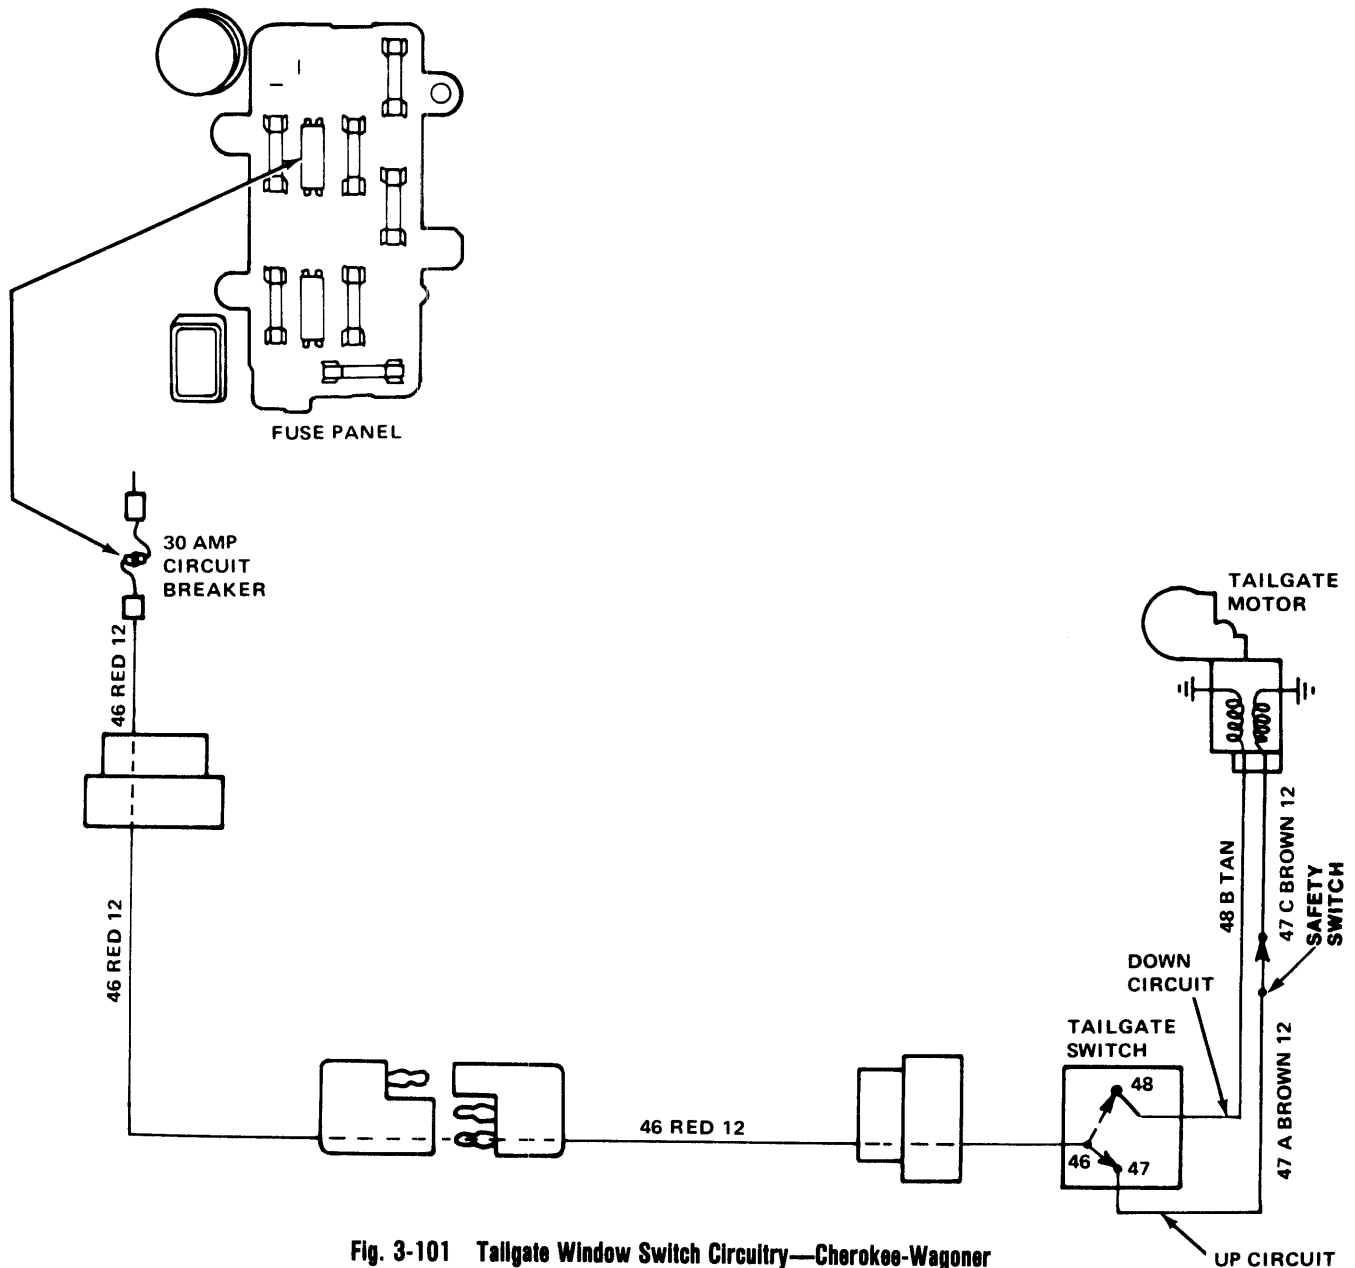 FUSE PANEL
30 AMP
CIRCUIT
BREAKER
46 RED 12
46 RED 12
46 RED 12
TAILGATE
MOTOR
48 B TAN
47 C BROWN 12
SAFETY
SWITCH
DOWN
CIRCUIT
TAILGATE
SWITCH
48
46
47
47 A BROWN 12
UP CIRCUIT
Fig. 3-101 Tailgate Window Switch Circuitry—Cherokee-Wagoner